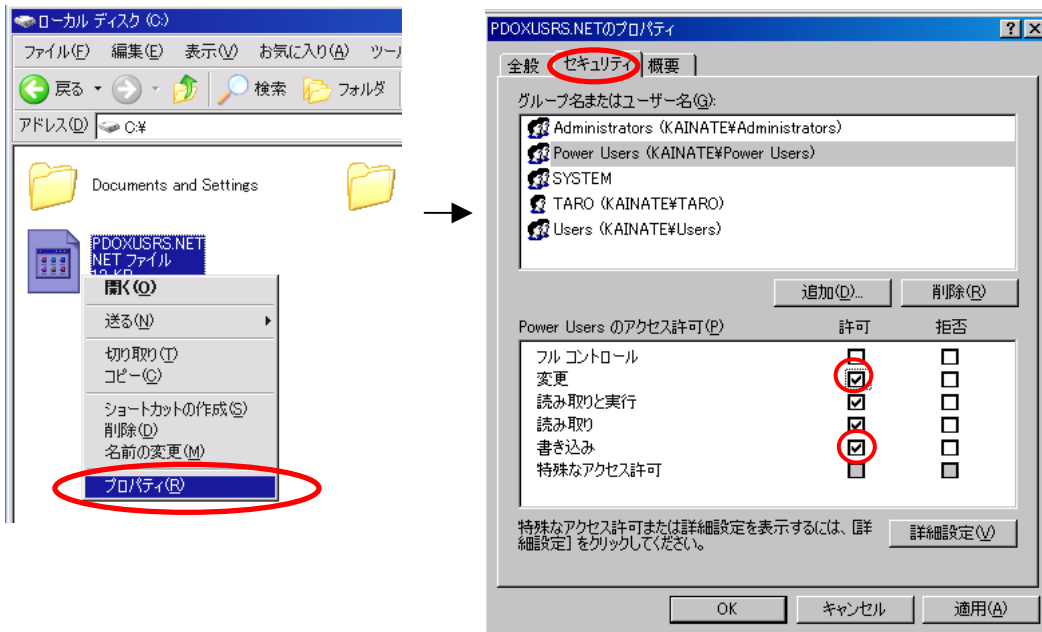 ローカル ディスク (C:)
ファイル(F) 編集(E) 表示(V) お気に入り(A) ツー
戻る 検索 フォルダ
アドレス(D) C:¥
Documents and Settings
PDOXUSRS.NET
NET ファイル
12 KB
開く(O)
送る(N)
切り取り(T)
コピー(C)
ショートカットの作成(S)
削除(D)
名前の変更(M)
プロパティ(R)
PDOXUSRS.NETのプロパティ
全般 セキュリティ 概要
グループ名またはユーザー名(G):
Administrators (KAINATE¥Administrators)
Power Users (KAINATE¥Power Users)
SYSTEM
TARO (KAINATE¥TARO)
Users (KAINATE¥Users)
追加(D)... 削除(R)
Power Users のアクセス許可(P) 許可 拒否
フル コントロール
変更
読み取りと実行
読み取り
書き込み
特殊なアクセス許可
特殊なアクセス許可または詳細設定を表示するには、[詳
細設定] をクリックしてください。
詳細設定(V)
OK キャンセル 適用(A)